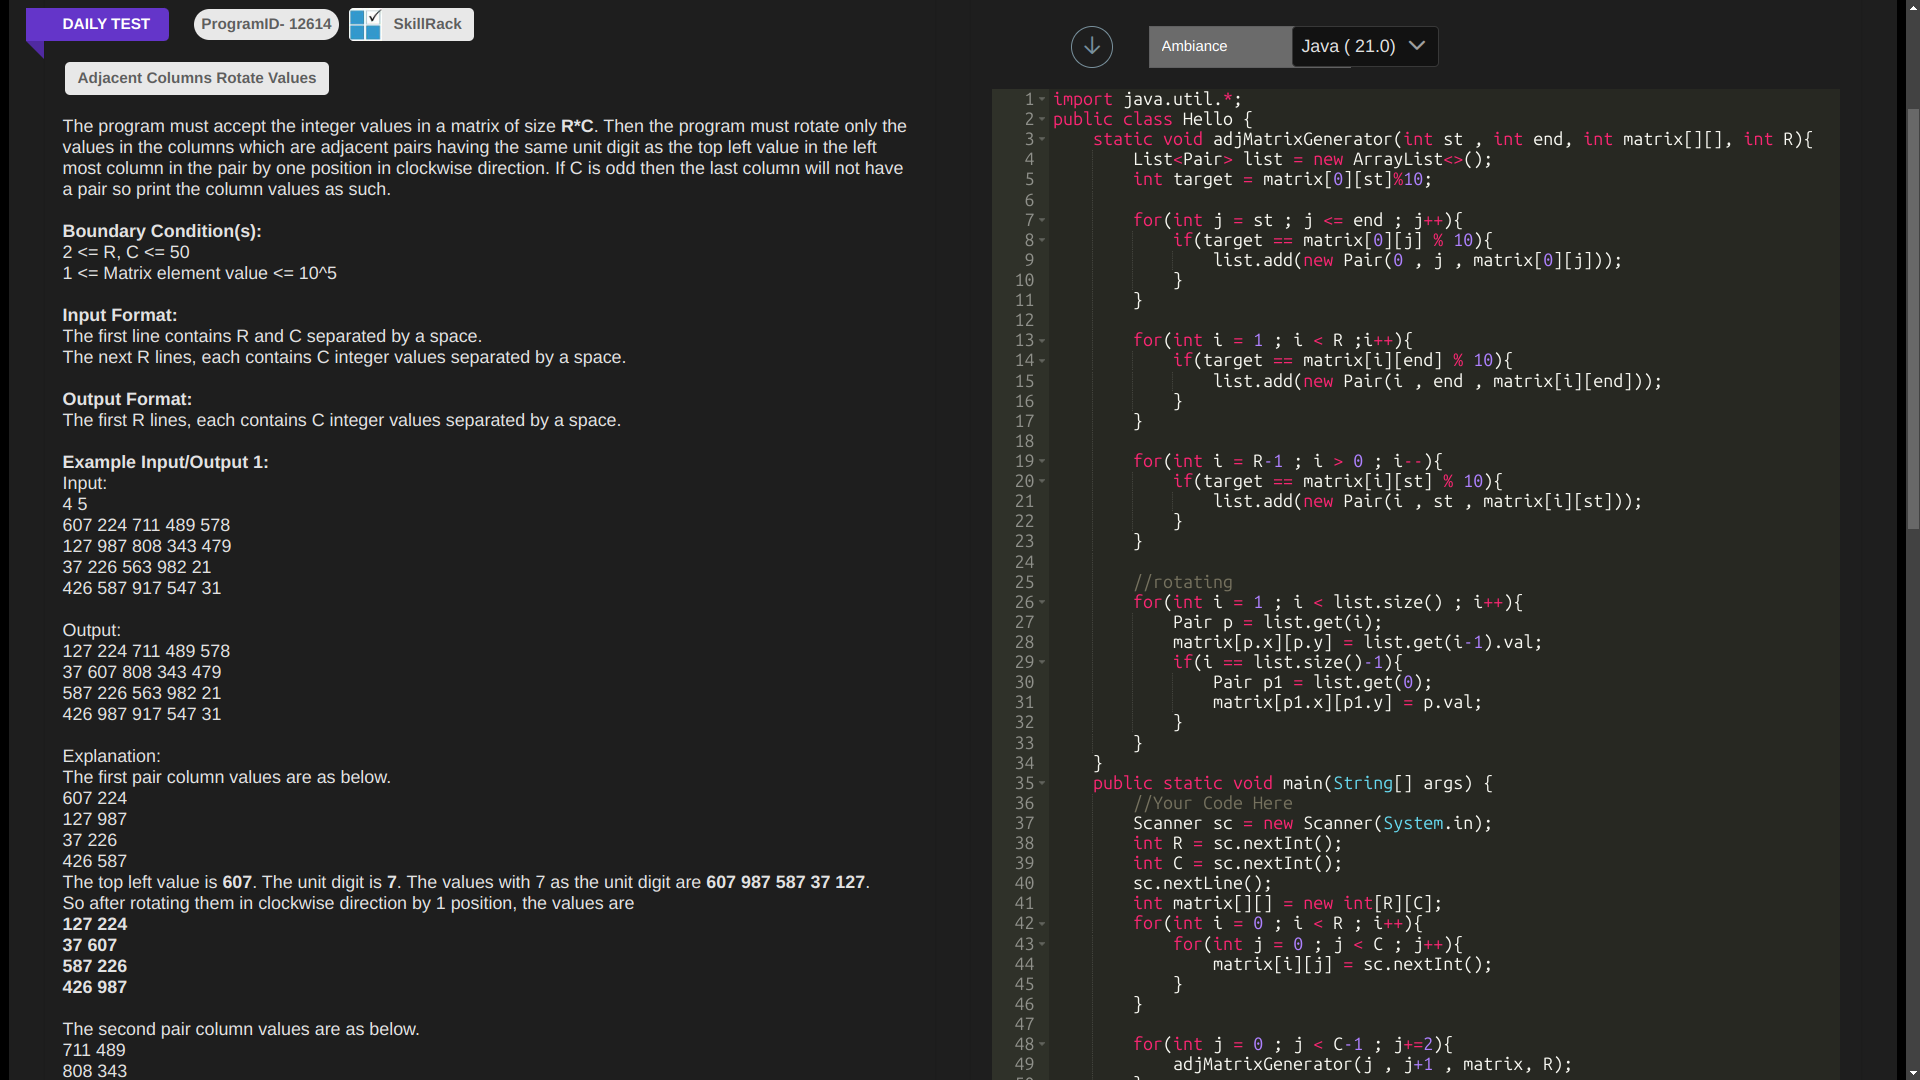 DAILY TEST
ProgramID- 12614
SkillRack
Adjacent Columns Rotate Values
The program must accept the integer values in a matrix of size R*C. Then the program must rotate only the
values in the columns which are adjacent pairs having the same unit digit as the top left value in the left
most column in the pair by one position in clockwise direction. If C is odd then the last column will not have
a pair so print the column values as such.
Boundary Condition(s):
2 <= R, C <= 50
1 <= Matrix element value <= 10^5
Input Format:
The first line contains R and C separated by a space.
The next R lines, each contains C integer values separated by a space.
Output Format:
The first R lines, each contains C integer values separated by a space.
Example Input/Output 1:
Input:
4 5
607 224 711 489 578
127 987 808 343 479
37 226 563 982 21
426 587 917 547 31
Output:
127 224 711 489 578
37 607 808 343 479
587 226 563 982 21
426 987 917 547 31
Explanation:
The first pair column values are as below.
607 224
127 987
37 226
426 587
The top left value is 607. The unit digit is 7. The values with 7 as the unit digit are 607 987 587 37 127.
So after rotating them in clockwise direction by 1 position, the values are
127 224
37 607
587 226
426 987
The second pair column values are as below.
711 489
808 343
Ambiance
Java ( 21.0)
1 import java.util.*;
2 public class Hello {
3 static void adjMatrixGenerator(int st , int end, int matrix[][], int R){
4 List<Pair> list = new ArrayList<>();
5 int target = matrix[0][st]%10;
6
7 for(int j = st ; j <= end ; j++){
8 if(target == matrix[0][j] % 10){
9 list.add(new Pair(0 , j , matrix[0][j]));
10 }
11 }
12
13 for(int i = 1 ; i < R ;i++){
14 if(target == matrix[i][end] % 10){
15 list.add(new Pair(i , end , matrix[i][end]));
16 }
17 }
18
19 for(int i = R-1 ; i > 0 ; i--){
20 if(target == matrix[i][st] % 10){
21 list.add(new Pair(i , st , matrix[i][st]));
22 }
23 }
24
25 //rotating
26 for(int i = 1 ; i < list.size() ; i++){
27 Pair p = list.get(i);
28 matrix[p.x][p.y] = list.get(i-1).val;
29 if(i == list.size()-1){
30 Pair p1 = list.get(0);
31 matrix[p1.x][p1.y] = p.val;
32 }
33 }
34 }
35 public static void main(String[] args) {
36 //Your Code Here
37 Scanner sc = new Scanner(System.in);
38 int R = sc.nextInt();
39 int C = sc.nextInt();
40 sc.nextLine();
41 int matrix[][] = new int[R][C];
42 for(int i = 0 ; i < R ; i++){
43 for(int j = 0 ; j < C ; j++){
44 matrix[i][j] = sc.nextInt();
45 }
46 }
47
48 for(int j = 0 ; j < C-1 ; j+=2){
49 adjMatrixGenerator(j , j+1 , matrix, R);